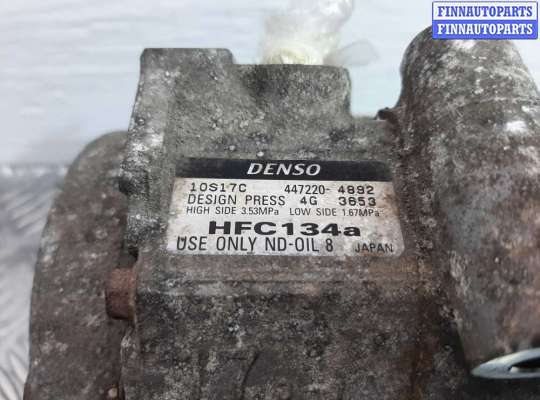 FINNAUTOPARTS
FINNAUTOPARTS
DENSO
10S17C 447220-4892
DESIGN PRESS 4G 3653
HIGH SIDE 3.53MPa LOW SIDE 1.67MPa
HFC134a
USE ONLY ND-OIL 8 JAPAN